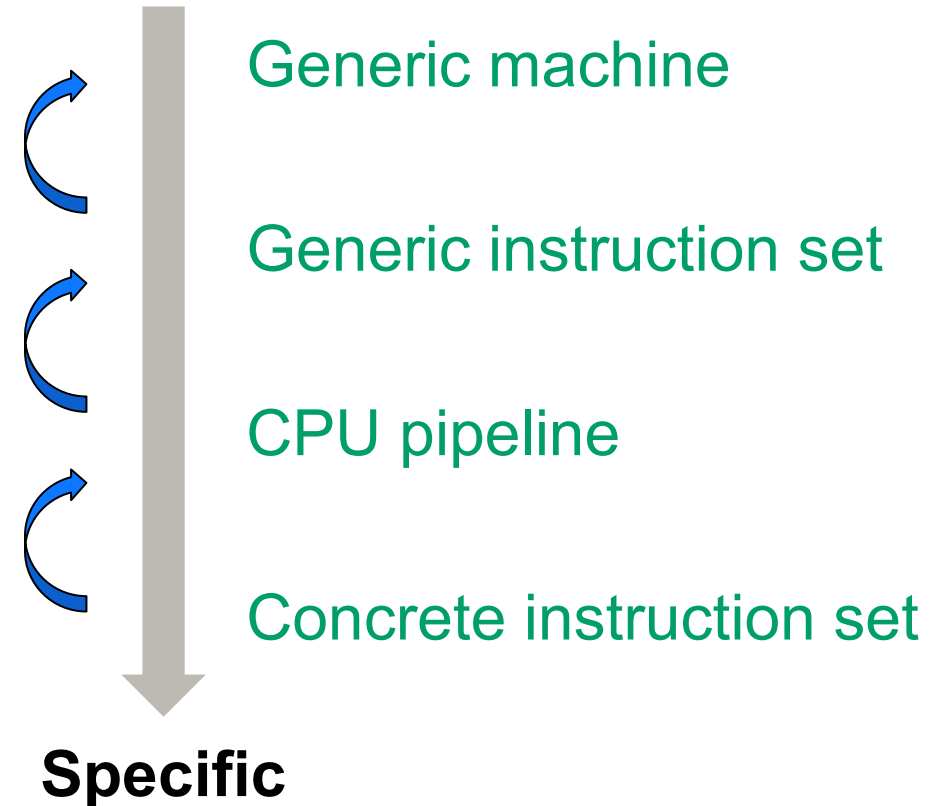 Generic machine
Generic instruction set
CPU pipeline
Concrete instruction set
Specific